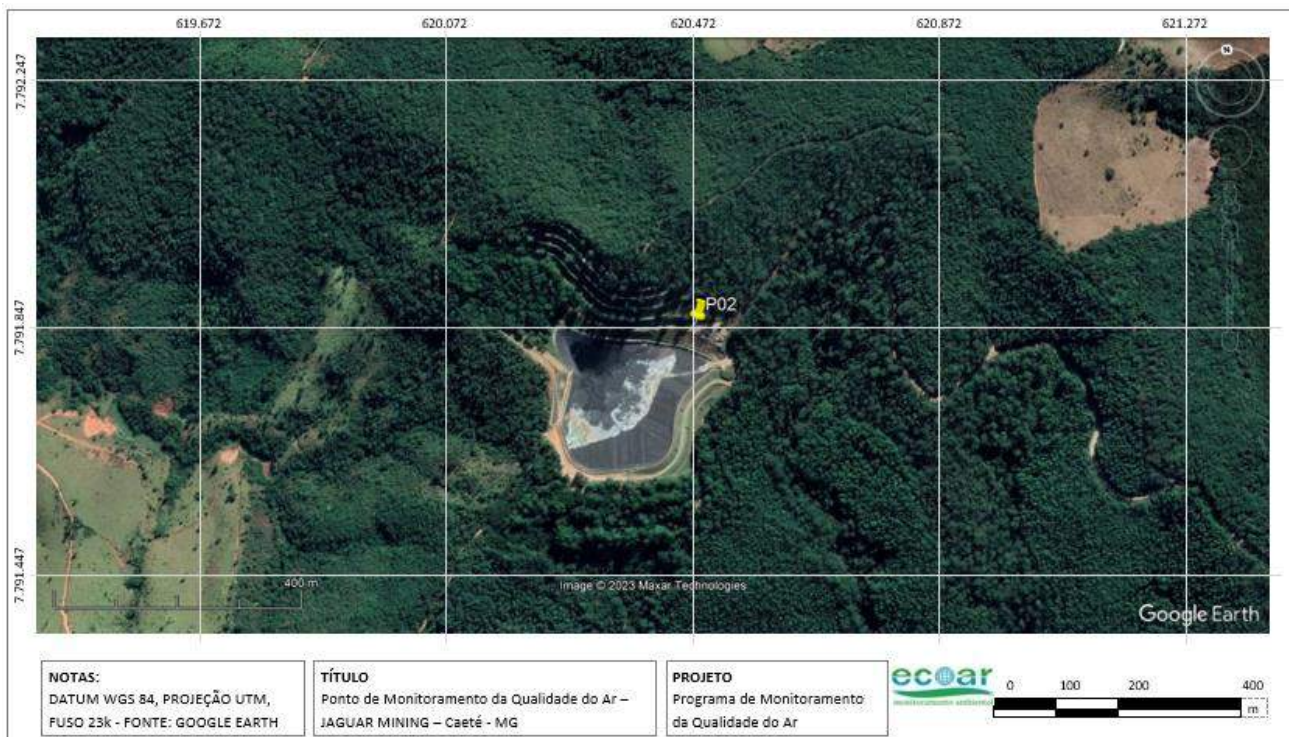 619.672 620.072 620.472 620.872 621.272
N
7.792.247
P02
7.791.847
7.791.447
400 m
Image © 2023 Maxar Technologies
Google Earth
NOTAS:
DATUM WGS 84, PROJEÇÃO UTM,
FUSO 23k - FONTE: GOOGLE EARTH
TÍTULO
Ponto de Monitoramento da Qualidade do Ar –
JAGUAR MINING – Caeté - MG
PROJETO
Programa de Monitoramento
da Qualidade do Ar
ecoar
monitoramento ambiental
0 100 200 400
m